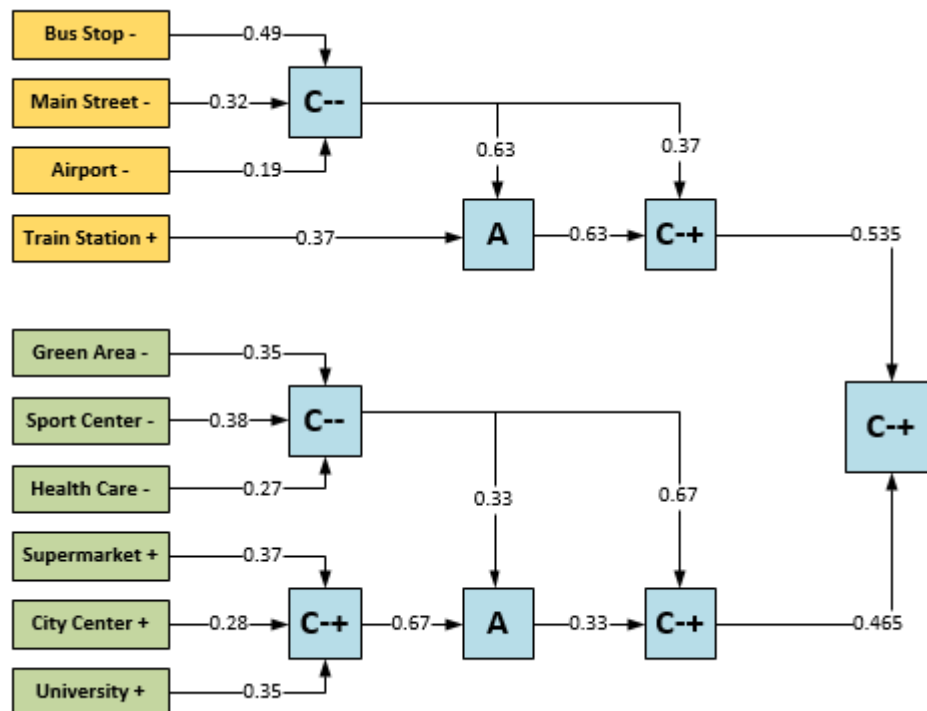 Bus Stop -
0.49
Main Street -
0.32
C--
Airport -
0.19
0.63
0.37
Train Station +
0.37
A
0.63
C-+
0.535
Green Area -
0.35
Sport Center -
0.38
C--
C-+
Health Care -
0.27
0.33
0.67
Supermarket +
0.37
City Center +
0.28
C-+
0.67
A
0.33
C-+
0.465
University +
0.35